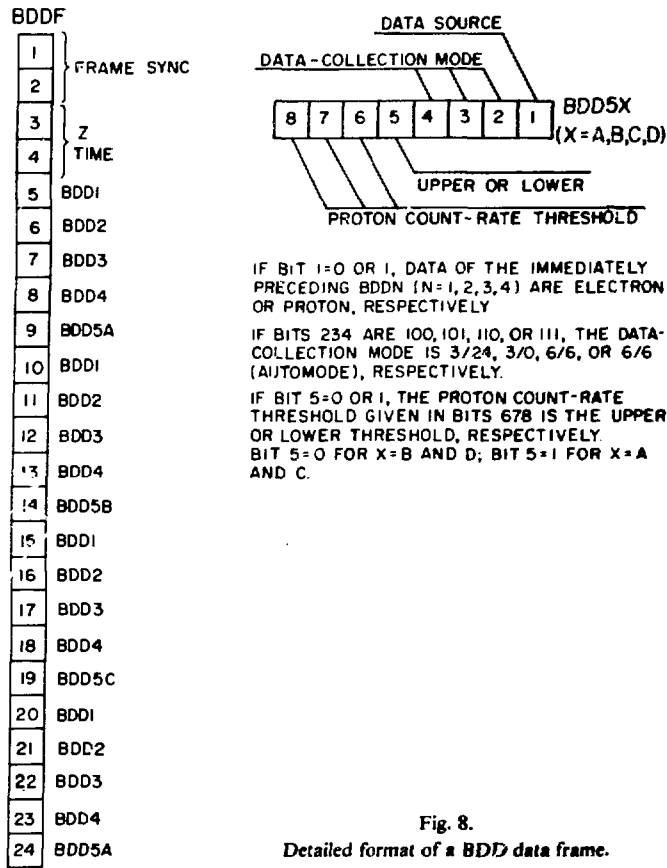 BDDF
1
2
FRAME SYNC
3
4
Z
TIME
5 BDD1
6 BDD2
7 BDD3
8 BDD4
9 BDD5A
10 BDD1
11 BDD2
12 BDD3
13 BDD4
14 BDD5B
15 BDD1
16 BDD2
17 BDD3
18 BDD4
19 BDD5C
20 BDD1
21 BDD2
22 BDD3
23 BDD4
24 BDD5A
DATA SOURCE
DATA-COLLECTION MODE
8 7 6 5 4 3 2 1
BDD5X
(X=A,B,C,D)
UPPER OR LOWER
PROTON COUNT-RATE THRESHOLD
IF BIT 1=0 OR 1, DATA OF THE IMMEDIATELY
PRECEDING BDDN (N=1,2,3,4) ARE ELECTRON
OR PROTON, RESPECTIVELY
IF BITS 234 ARE 100, 101, 110, OR 111, THE DATA-
COLLECTION MODE IS 3/24, 3/0, 6/6, OR 6/6
(AUTOMODE), RESPECTIVELY.
IF BIT 5=0 OR 1, THE PROTON COUNT-RATE
THRESHOLD GIVEN IN BITS 678 IS THE UPPER
OR LOWER THRESHOLD, RESPECTIVELY.
BIT 5=0 FOR X=B AND D; BIT 5=1 FOR X=A
AND C.
Fig. 8.
Detailed format of a BDD data frame.